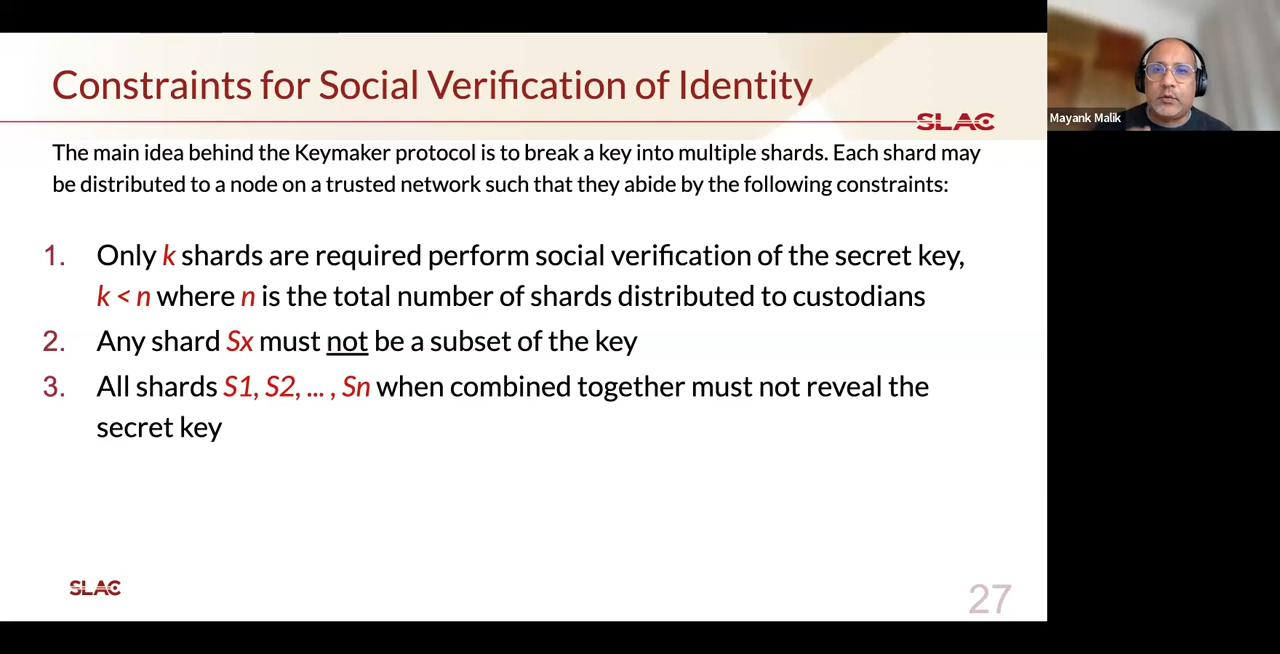 Constraints for Social Verification of Identity
SLAC
Mayank Malik
The main idea behind the Keymaker protocol is to break a key into multiple shards. Each shard may
be distributed to a node on a trusted network such that they abide by the following constraints:
1. Only k shards are required perform social verification of the secret key,
k < n where n is the total number of shards distributed to custodians
2. Any shard Sx must not be a subset of the key
3. All shards S1, S2, ... , Sn when combined together must not reveal the
secret key
SLAC
27